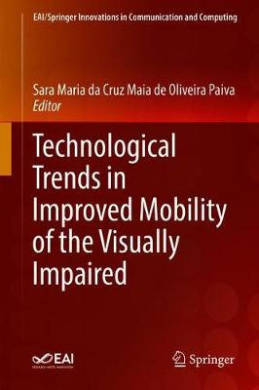 EAI/Springer Innovations in Communication and Computing
Sara Maria da Cruz Maia de Oliveira Paiva
Editor
Technological
Trends in
Improved Mobility
of the Visually
Impaired
EAI
Springer